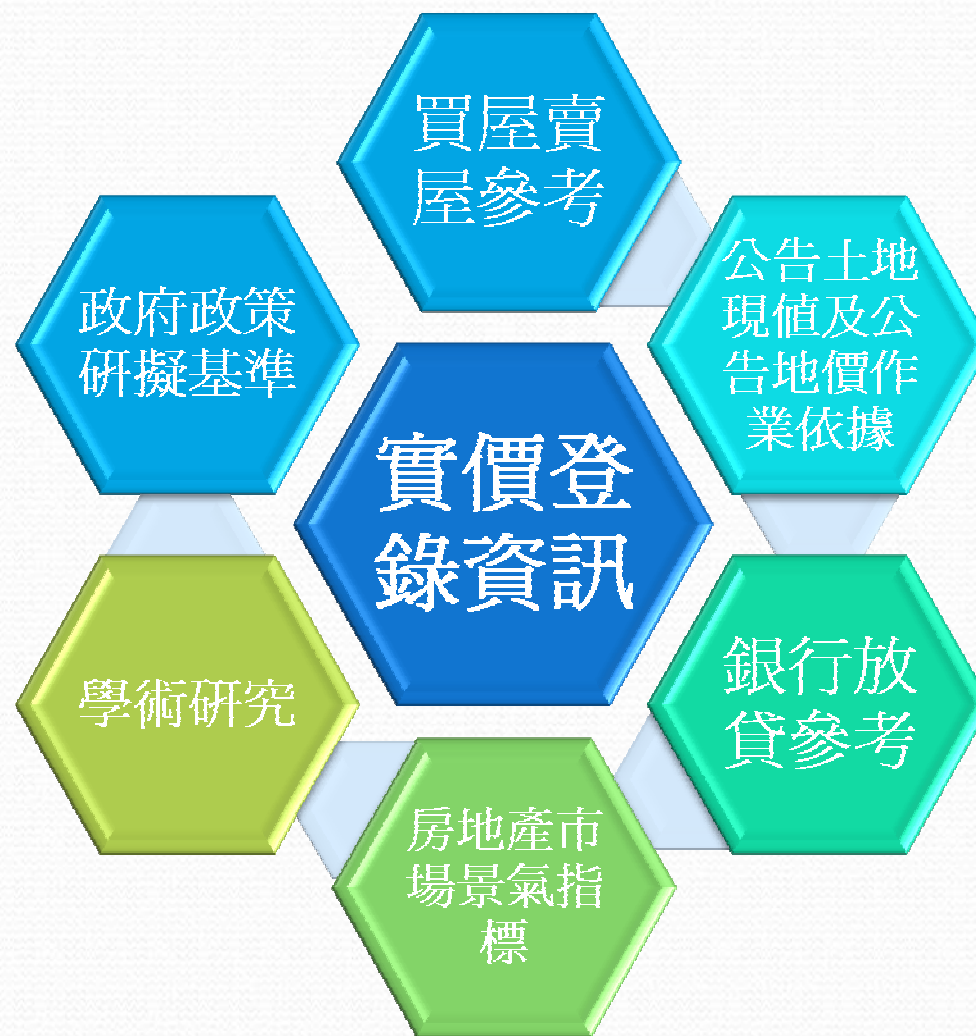 買屋賣
屋參考
公告土地
現值及公
告地價作
業依據
銀行放
貸參考
房地產市
場景氣指
標
學術研究
政府政策
研擬基準
實價登
錄資訊